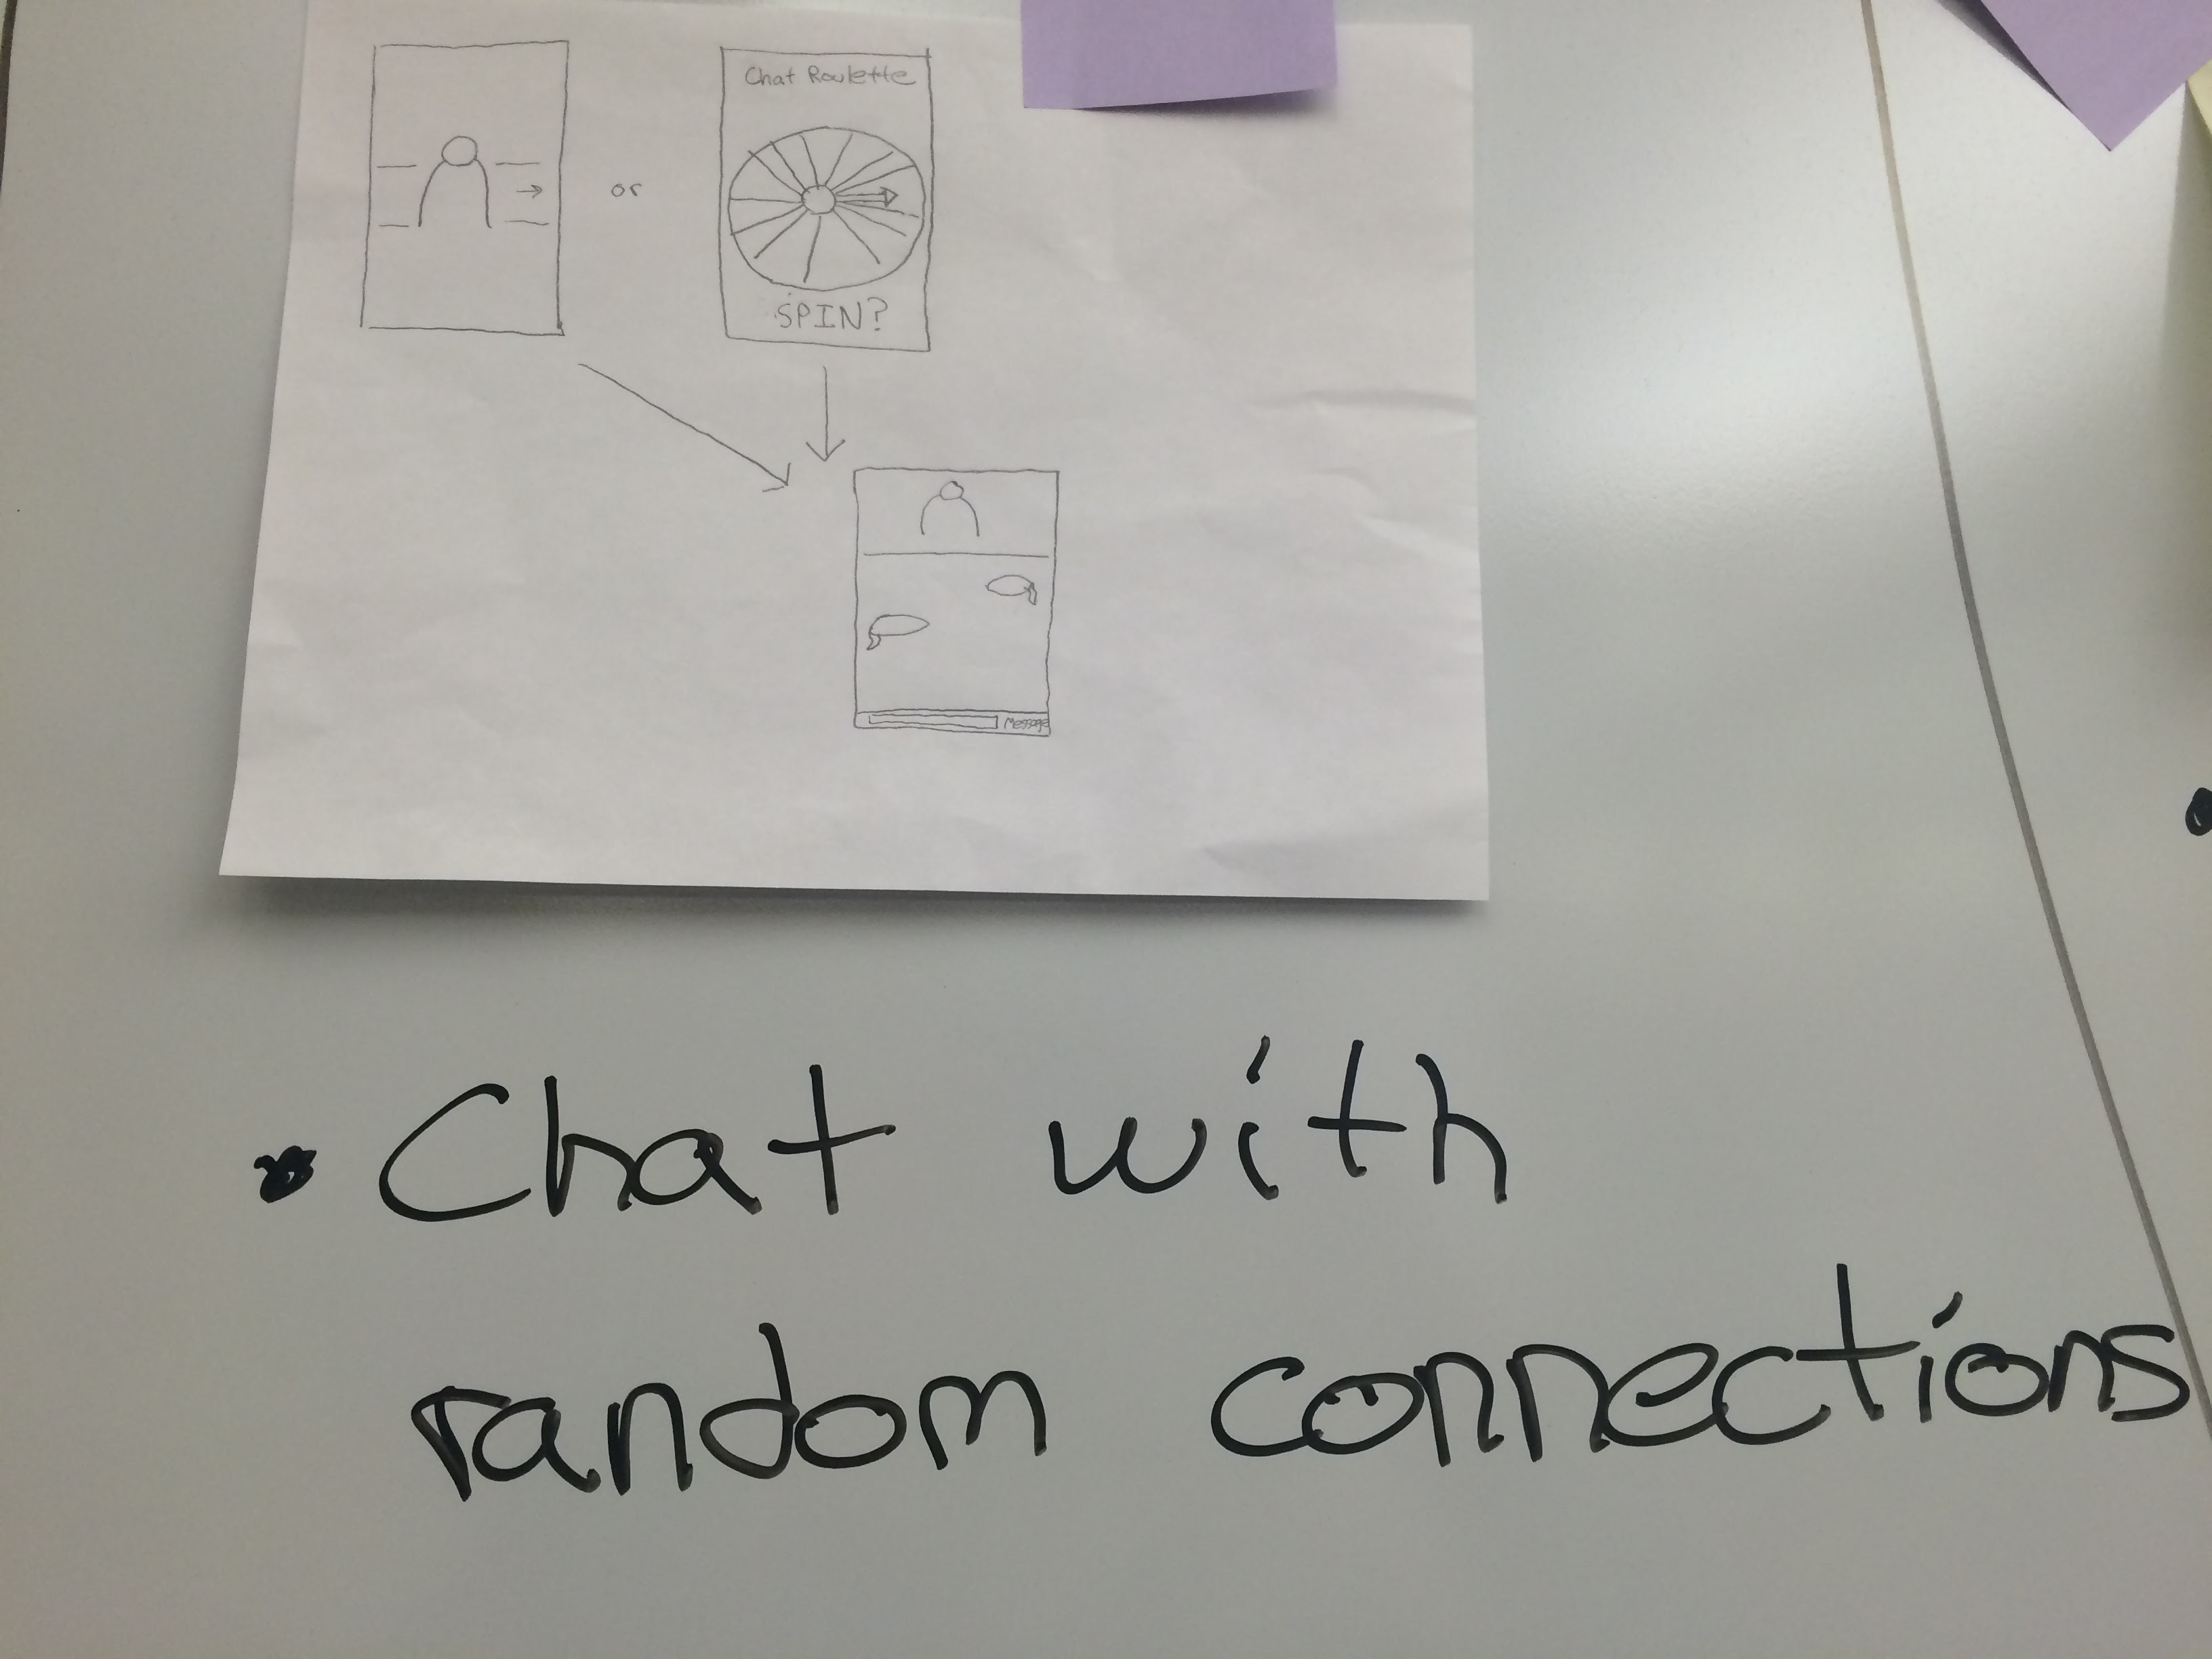 Chat Roulette
or
SPIN?
Message
• Chat with
random connections